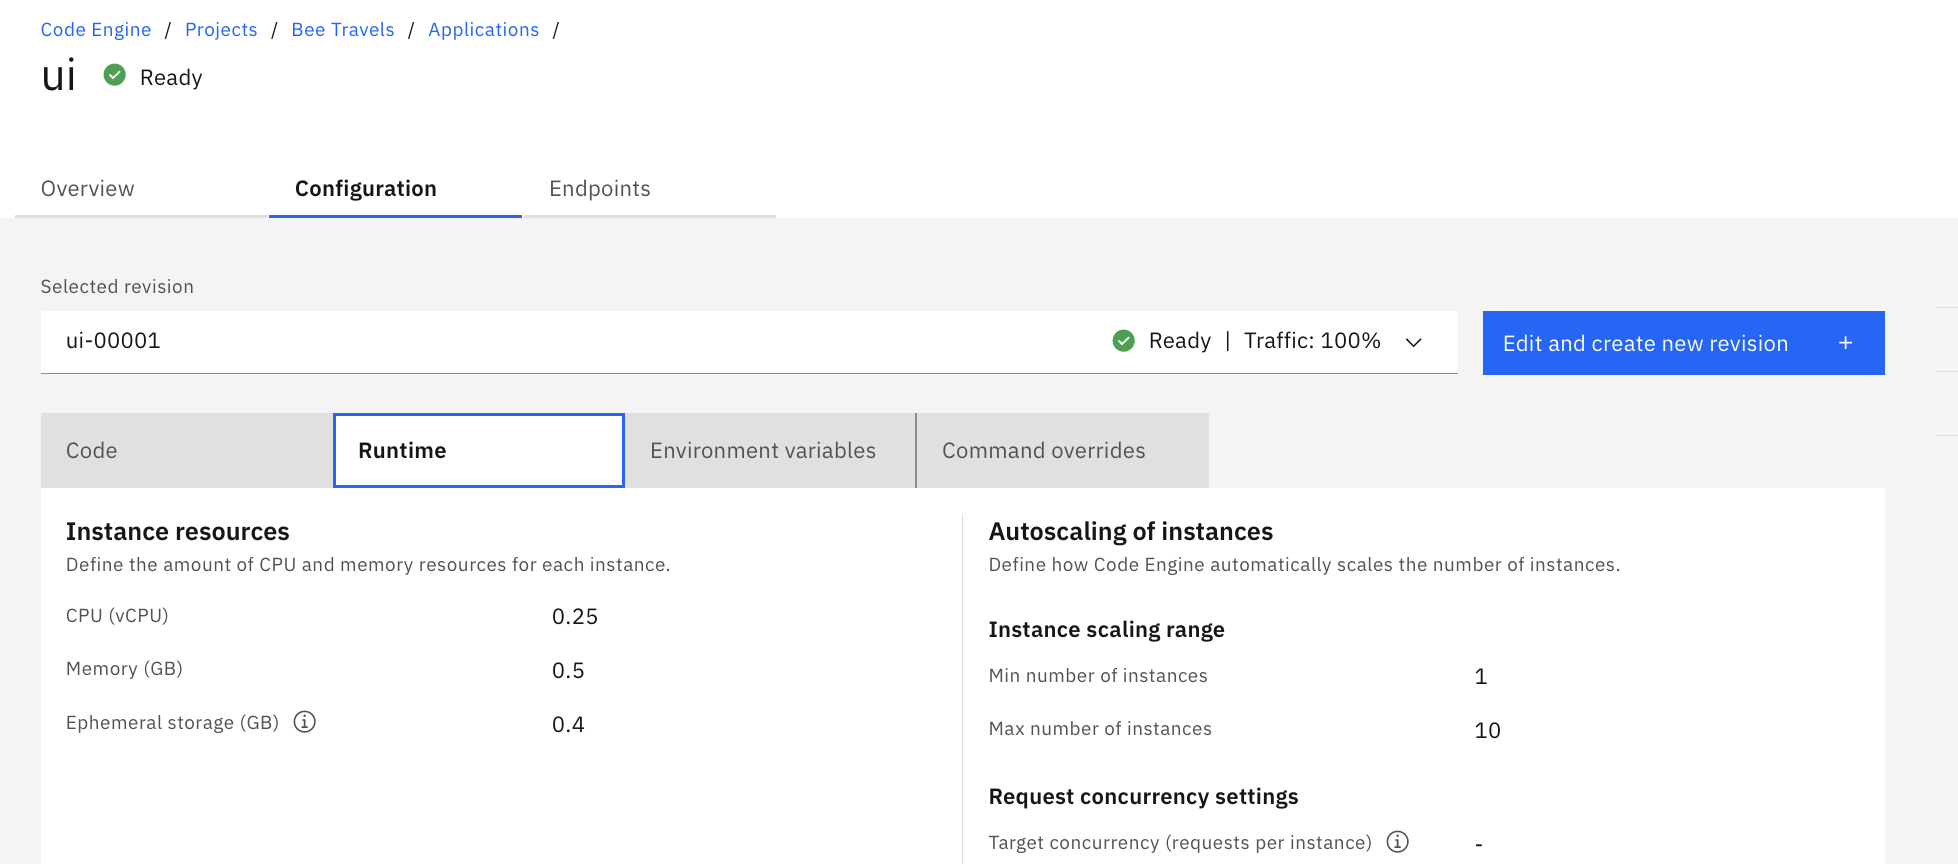 Code Engine / Projects / Bee Travels / Applications /
ui Ready
Overview Configuration Endpoints
Selected revision
ui-00001 Ready | Traffic: 100% Edit and create new revision +
Code Runtime Environment variables Command overrides
Instance resources
Define the amount of CPU and memory resources for each instance.
CPU (vCPU) 0.25
Memory (GB) 0.5
Ephemeral storage (GB) 0.4
Autoscaling of instances
Define how Code Engine automatically scales the number of instances.
Instance scaling range
Min number of instances 1
Max number of instances 10
Request concurrency settings
Target concurrency (requests per instance) -